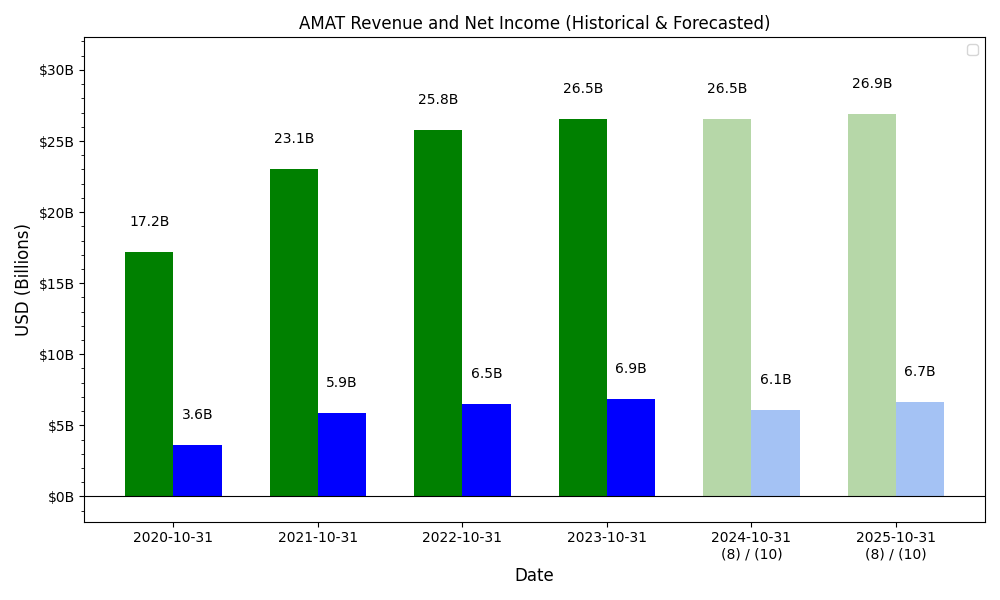 AMAT Revenue and Net Income (Historical & Forecasted)
USD (Billions)
$30B
$25B
$20B
$15B
$10B
$5B
$0B
17.2B
3.6B
23.1B
5.9B
25.8B
6.5B
26.5B
6.9B
26.5B
6.1B
26.9B
6.7B
2020-10-31
2021-10-31
2022-10-31
2023-10-31
2024-10-31
(8) / (10)
2025-10-31
(8) / (10)
Date